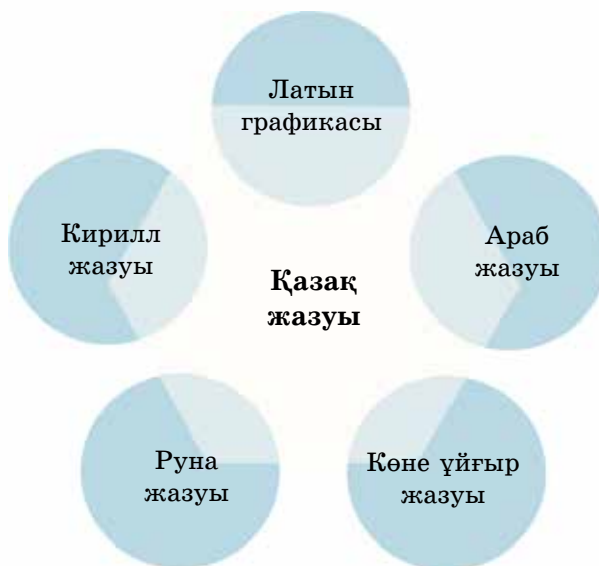 Латын
графикасы
Кирилл
жазуы
Араб
жазуы
Қазақ
жазуы
Руна
жазуы
Көне ұйғыр
жазуы